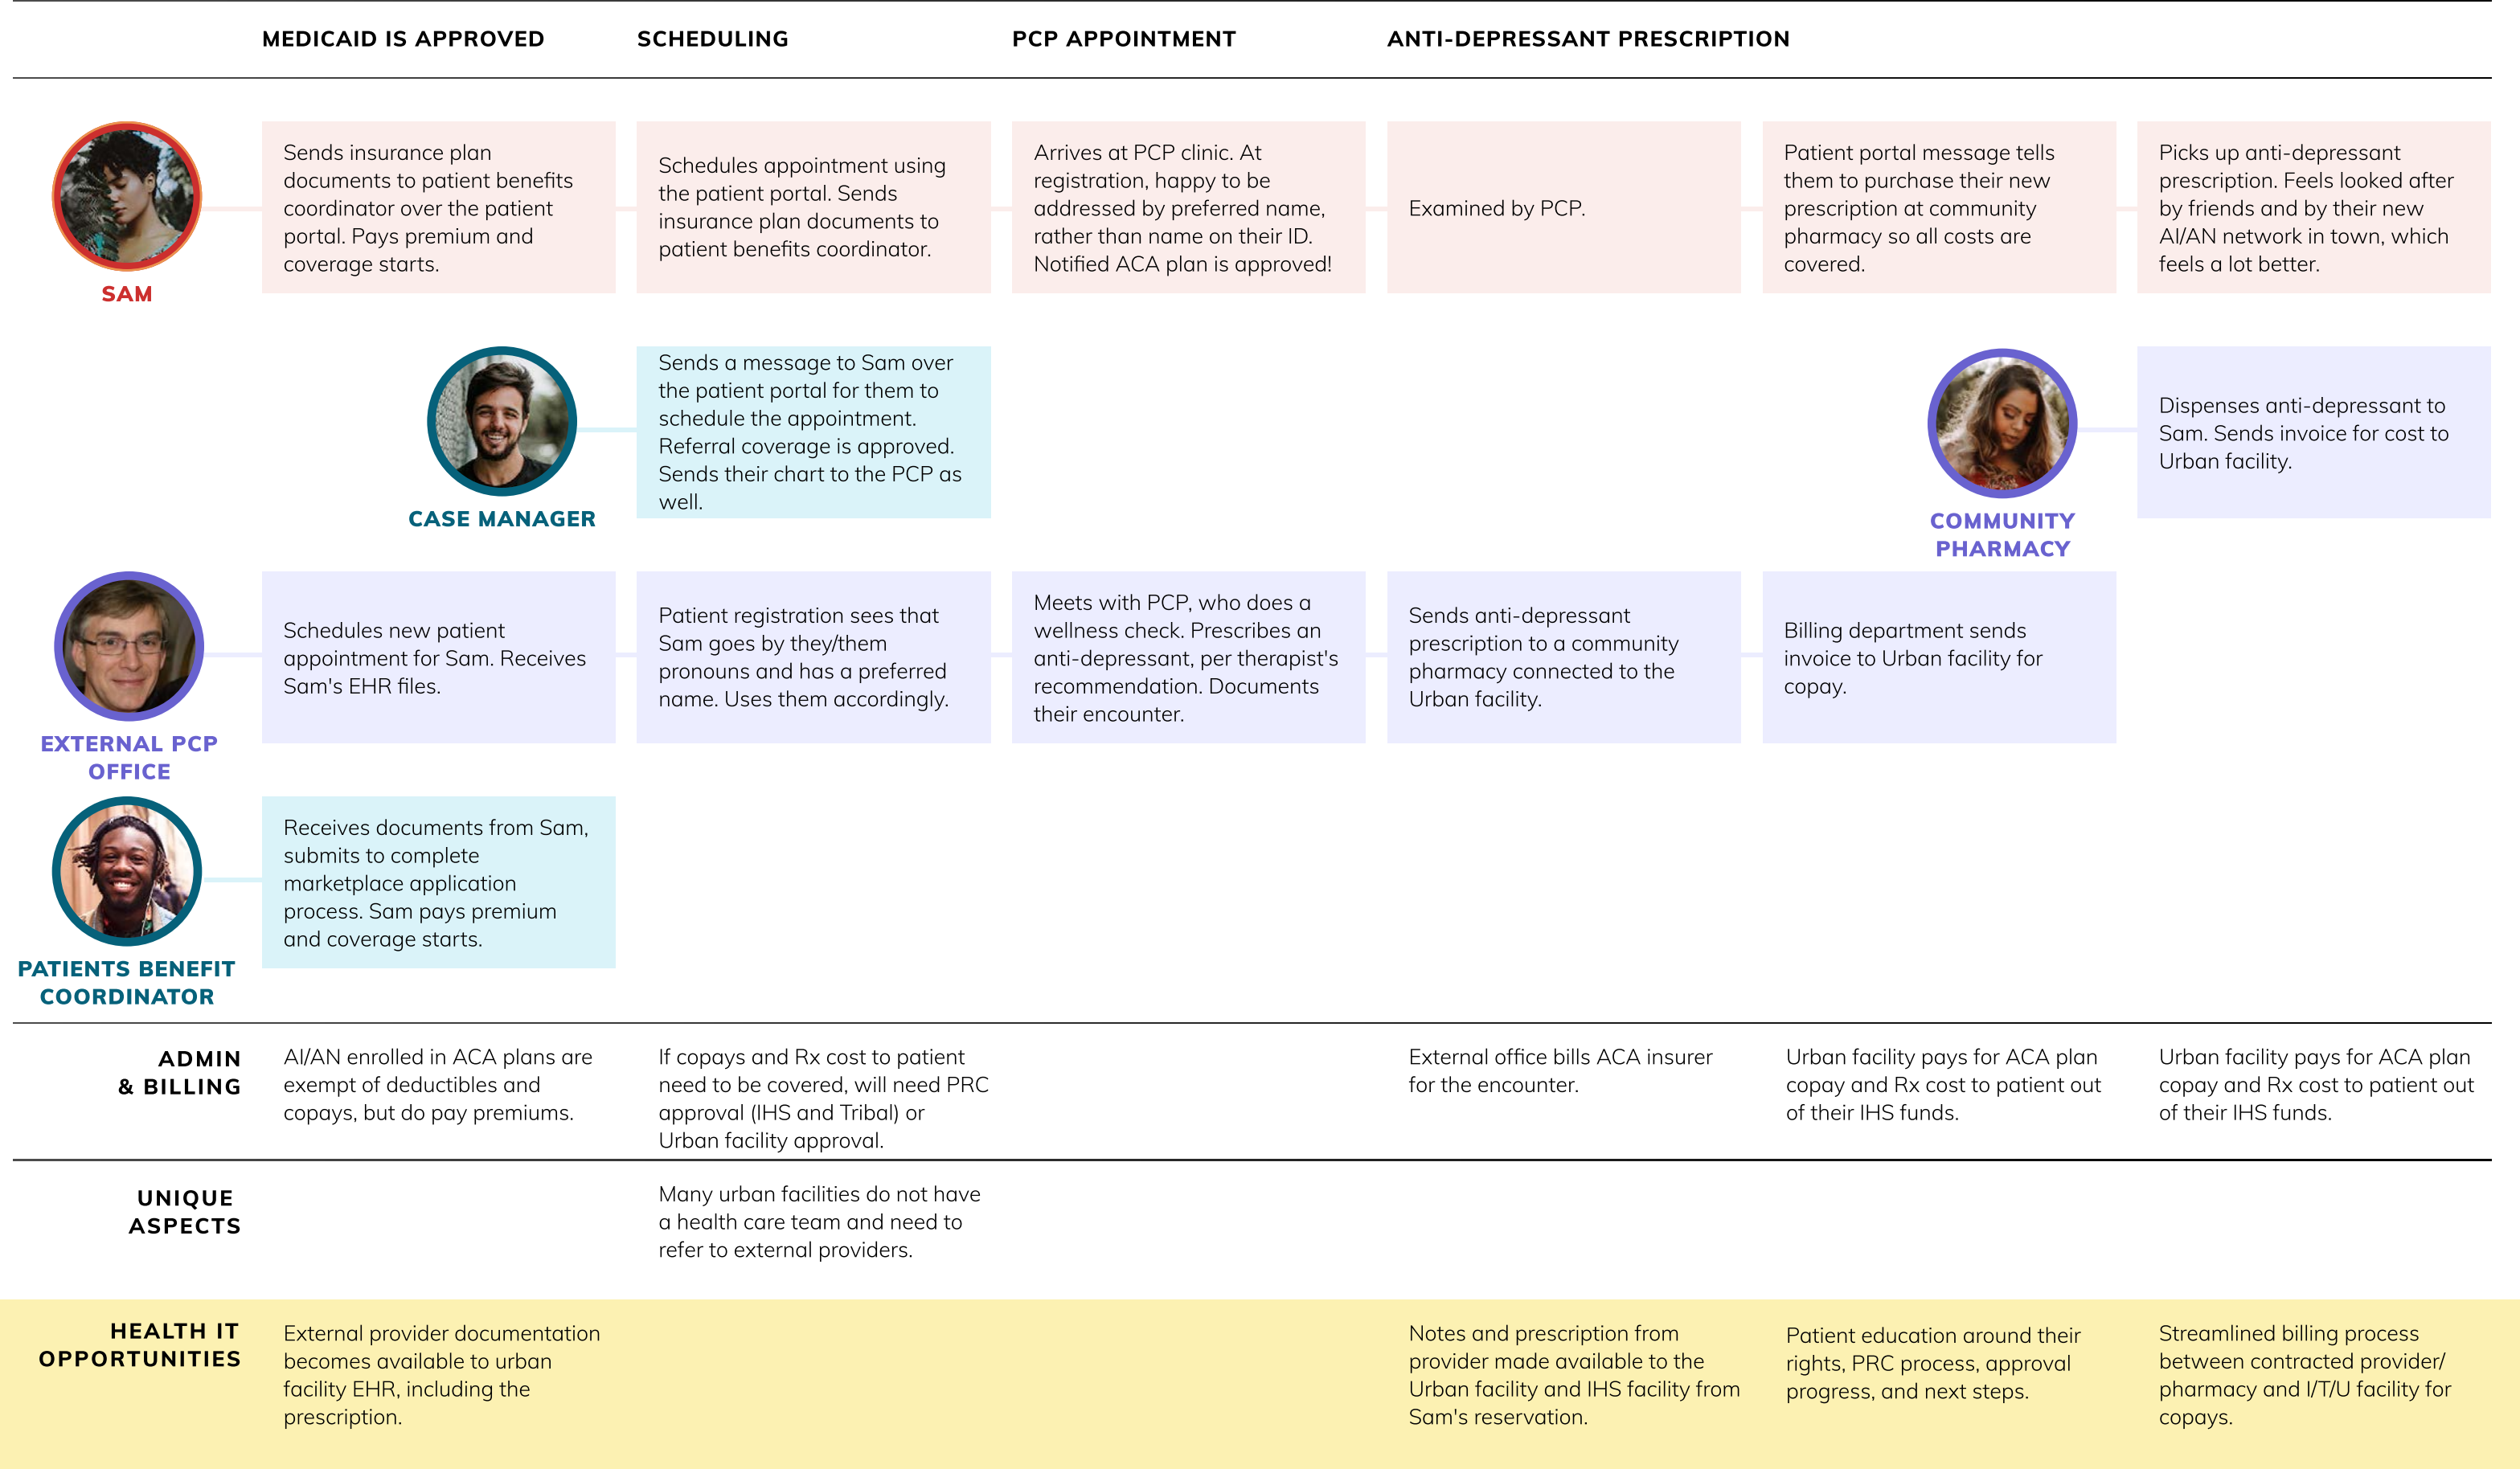 MEDICAID IS APPROVED
SCHEDULING
PCP APPOINTMENT
ANTI-DEPRESSANT PRESCRIPTION
SAM
Sends insurance plan
documents to patient benefits
coordinator over the patient
portal. Pays premium and
coverage starts.
Schedules appointment using
the patient portal. Sends
insurance plan documents to
patient benefits coordinator.
Arrives at PCP clinic. At
registration, happy to be
addressed by preferred name,
rather than name on their ID.
Notified ACA plan is approved!
Examined by PCP.
Patient portal message tells
them to purchase their new
prescription at community
pharmacy so all costs are
covered.
Picks up anti-depressant
prescription. Feels looked after
by friends and by their new
AI/AN network in town, which
feels a lot better.
CASE MANAGER
Sends a message to Sam over
the patient portal for them to
schedule the appointment.
Referral coverage is approved.
Sends their chart to the PCP as
well.
COMMUNITY
PHARMACY
Dispenses anti-depressant to
Sam. Sends invoice for cost to
Urban facility.
EXTERNAL PCP
OFFICE
Schedules new patient
appointment for Sam. Receives
Sam's EHR files.
Patient registration sees that
Sam goes by they/them
pronouns and has a preferred
name. Uses them accordingly.
Meets with PCP, who does a
wellness check. Prescribes an
anti-depressant, per therapist's
recommendation. Documents
their encounter.
Sends anti-depressant
prescription to a community
pharmacy connected to the
Urban facility.
Billing department sends
invoice to Urban facility for
copay.
PATIENTS BENEFIT
COORDINATOR
Receives documents from Sam,
submits to complete
marketplace application
process. Sam pays premium
and coverage starts.
ADMIN
& BILLING
AI/AN enrolled in ACA plans are
exempt of deductibles and
copays, but do pay premiums.
If copays and Rx cost to patient
need to be covered, will need PRC
approval (IHS and Tribal) or
Urban facility approval.
External office bills ACA insurer
for the encounter.
Urban facility pays for ACA plan
copay and Rx cost to patient out
of their IHS funds.
Urban facility pays for ACA plan
copay and Rx cost to patient out
of their IHS funds.
UNIQUE
ASPECTS
Many urban facilities do not have
a health care team and need to
refer to external providers.
HEALTH IT
OPPORTUNITIES
External provider documentation
becomes available to urban
facility EHR, including the
prescription.
Notes and prescription from
provider made available to the
Urban facility and IHS facility from
Sam's reservation.
Patient education around their
rights, PRC process, approval
progress, and next steps.
Streamlined billing process
between contracted provider/
pharmacy and I/T/U facility for
copays.